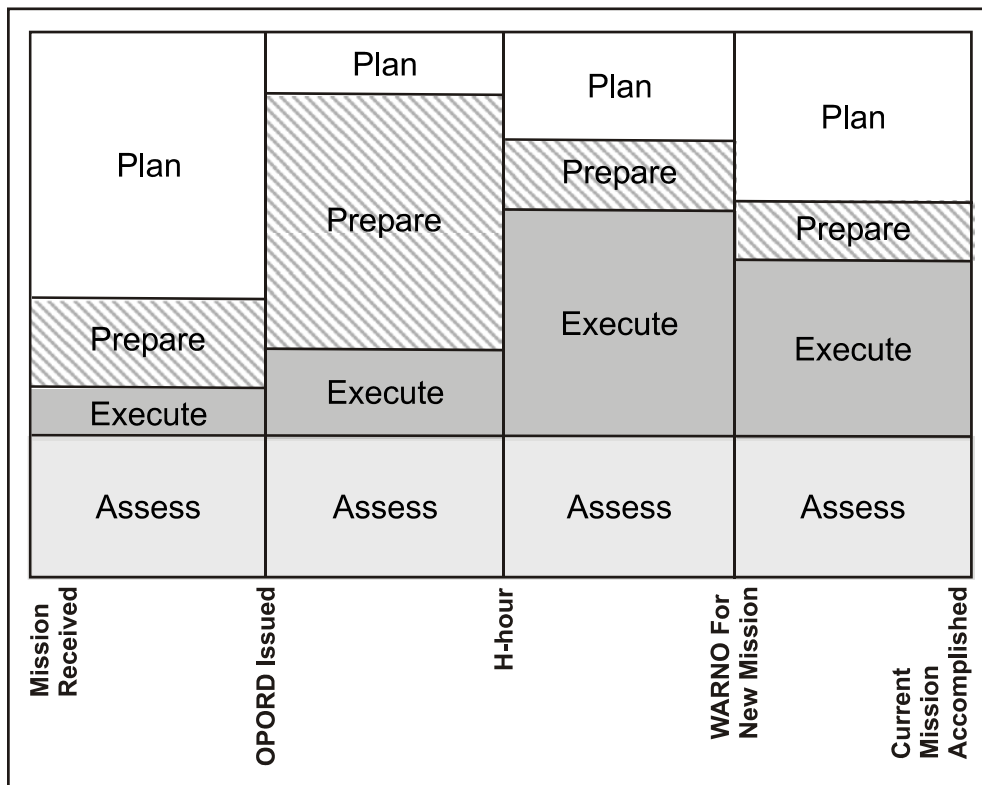 Plan
Prepare
Execute
Assess
Plan
Prepare
Execute
Assess
Plan
Prepare
Execute
Assess
Plan
Prepare
Execute
Assess
Mission
Received
OPORD Issued
H-hour
WARNO For
New Mission
Current
Mission
Accomplished